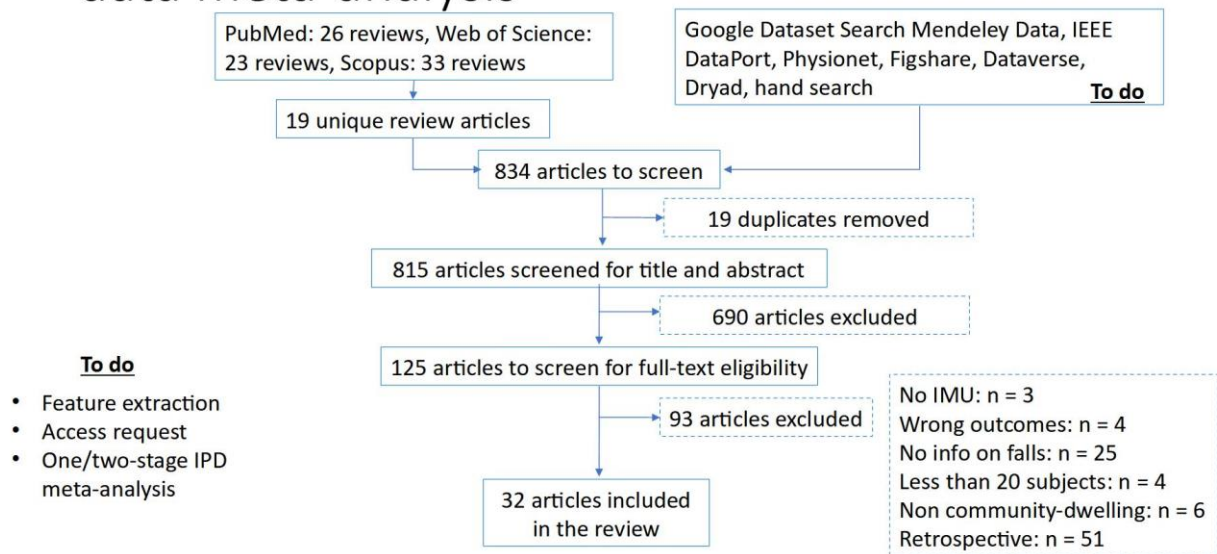 data meta-analysis
PubMed: 26 reviews, Web of Science:
23 reviews, Scopus: 33 reviews
Google Dataset Search Mendeley Data, IEEE
DataPort, Physionet, Figshare, Dataverse,
Dryad, hand search
To do
19 unique review articles
834 articles to screen
19 duplicates removed
815 articles screened for title and abstract
690 articles excluded
125 articles to screen for full-text eligibility
93 articles excluded
32 articles included
in the review
To do
• Feature extraction
• Access request
• One/two-stage IPD
meta-analysis
No IMU: n = 3
Wrong outcomes: n = 4
No info on falls: n = 25
Less than 20 subjects: n = 4
Non community-dwelling: n = 6
Retrospective: n = 51